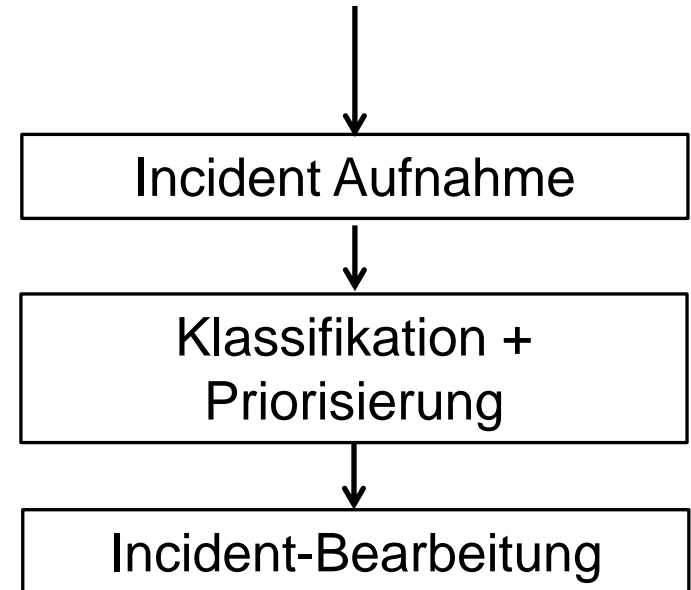 Incident Aufnahme
Klassifikation +
Priorisierung
Incident-Bearbeitung